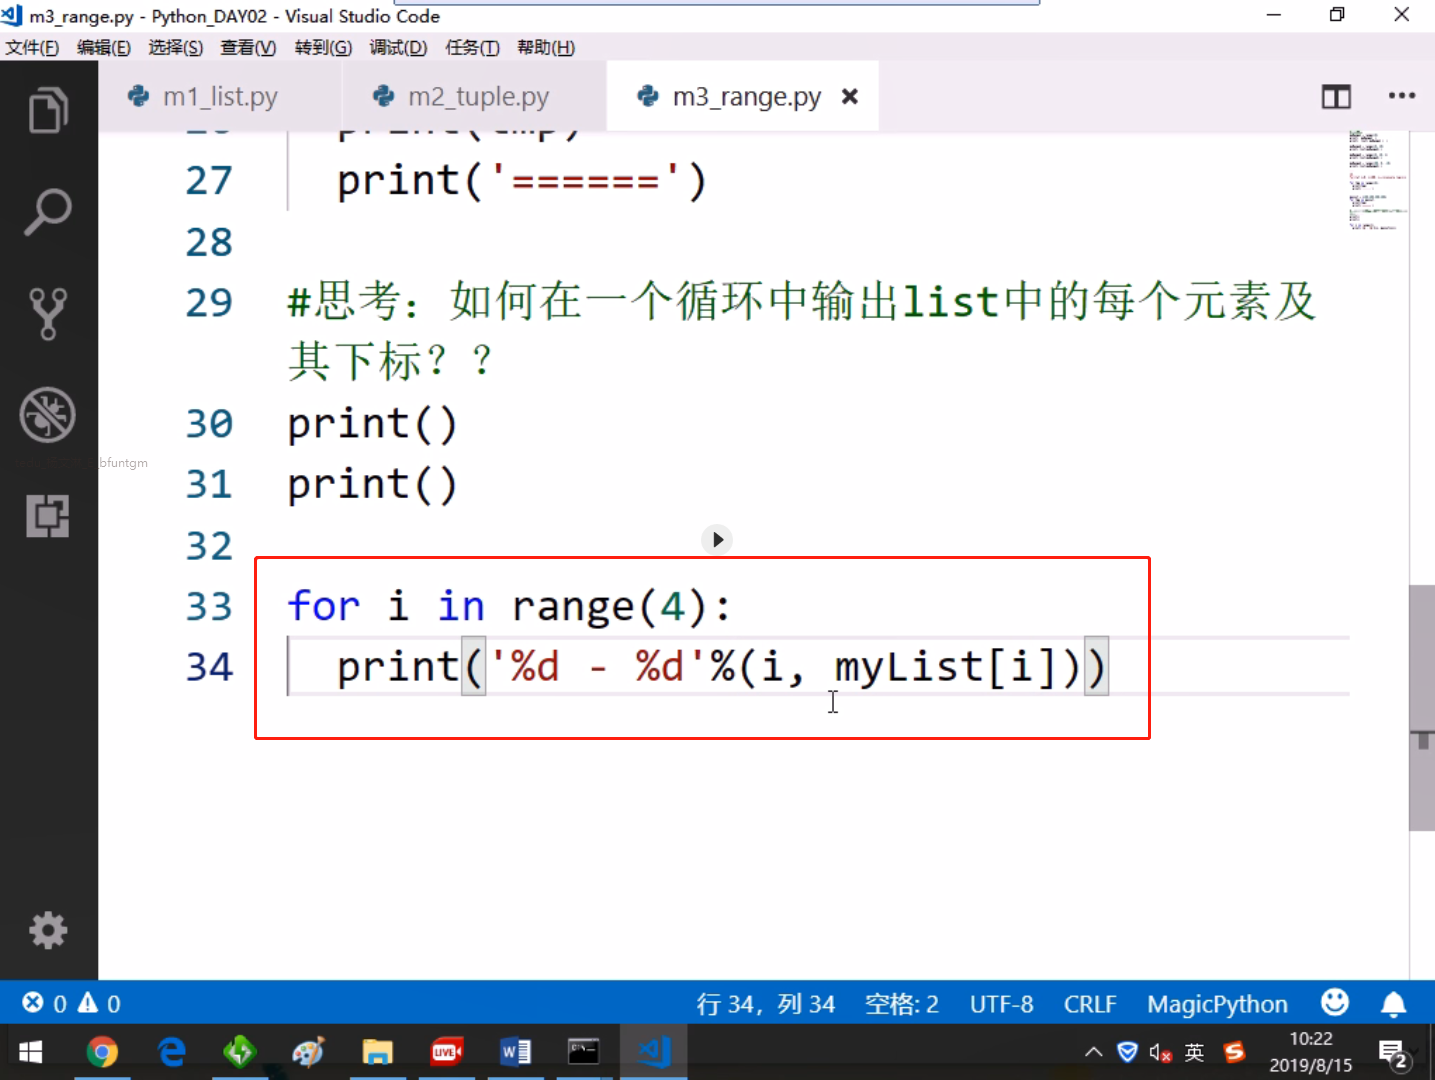 m3_range.py - Python_DAY02 - Visual Studio Code
文件(F) 编辑(E) 选择(S) 查看(V) 转到(G) 调试(D) 任务(T) 帮助(H)
m1_list.py m2_tuple.py m3_range.py
27 print('======')
28
29 #思考：如何在一个循环中输出list中的每个元素及
其下标？？
30 print()
31 print()
32
33 for i in range(4):
34 print('%d - %d'%(i, myList[i]))
bfuntgm
0 0 行 34，列 34 空格: 2 UTF-8 CRLF MagicPython
LIVE 英 10:22
2019/8/15 2